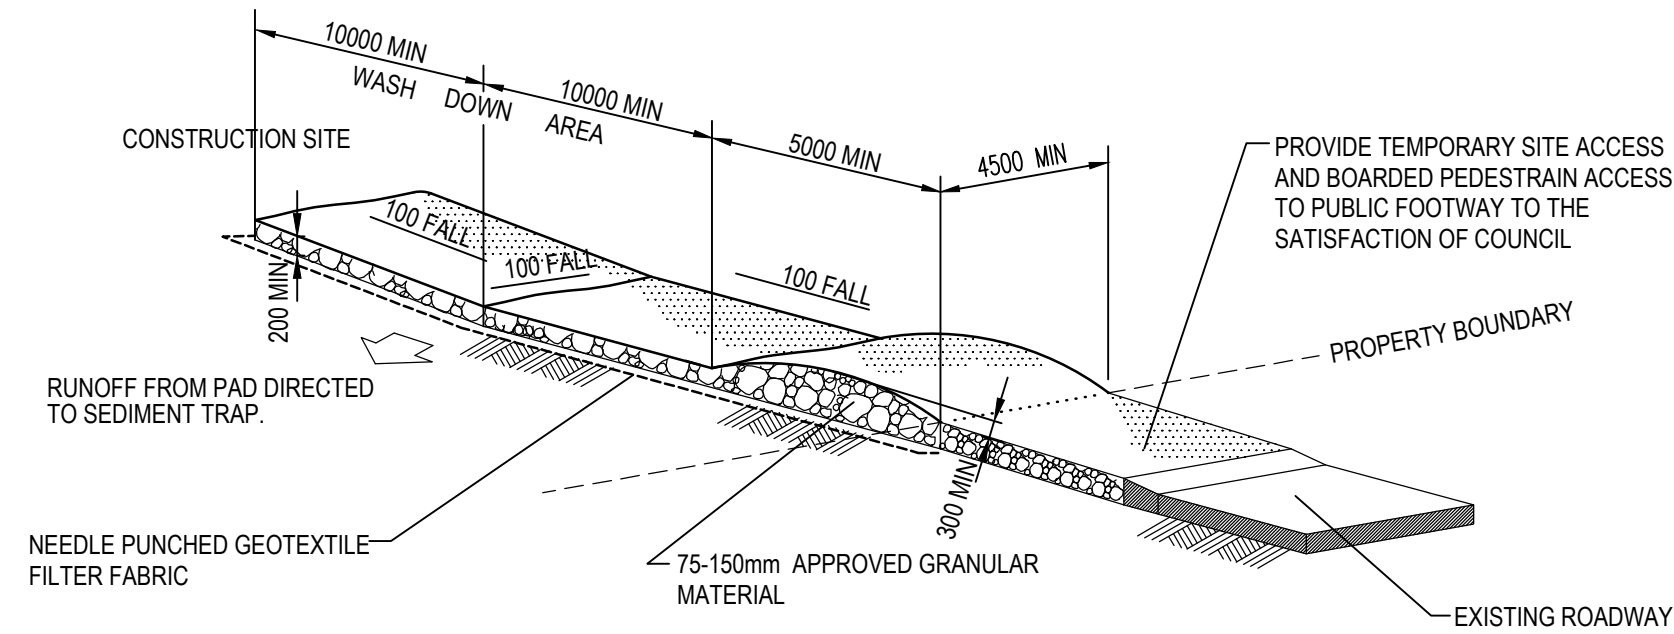 10000 MIN
WASH DOWN AREA
10000 MIN
5000 MIN
4500 MIN
CONSTRUCTION SITE
PROVIDE TEMPORARY SITE ACCESS
AND BOARDED PEDESTRAIN ACCESS
TO PUBLIC FOOTWAY TO THE
SATISFACTION OF COUNCIL
100 FALL
100 FALL
100 FALL
200 MIN
PROPERTY BOUNDARY
RUNOFF FROM PAD DIRECTED
TO SEDIMENT TRAP.
300 MIN
NEEDLE PUNCHED GEOTEXTILE
FILTER FABRIC
75-150mm APPROVED GRANULAR
MATERIAL
EXISTING ROADWAY